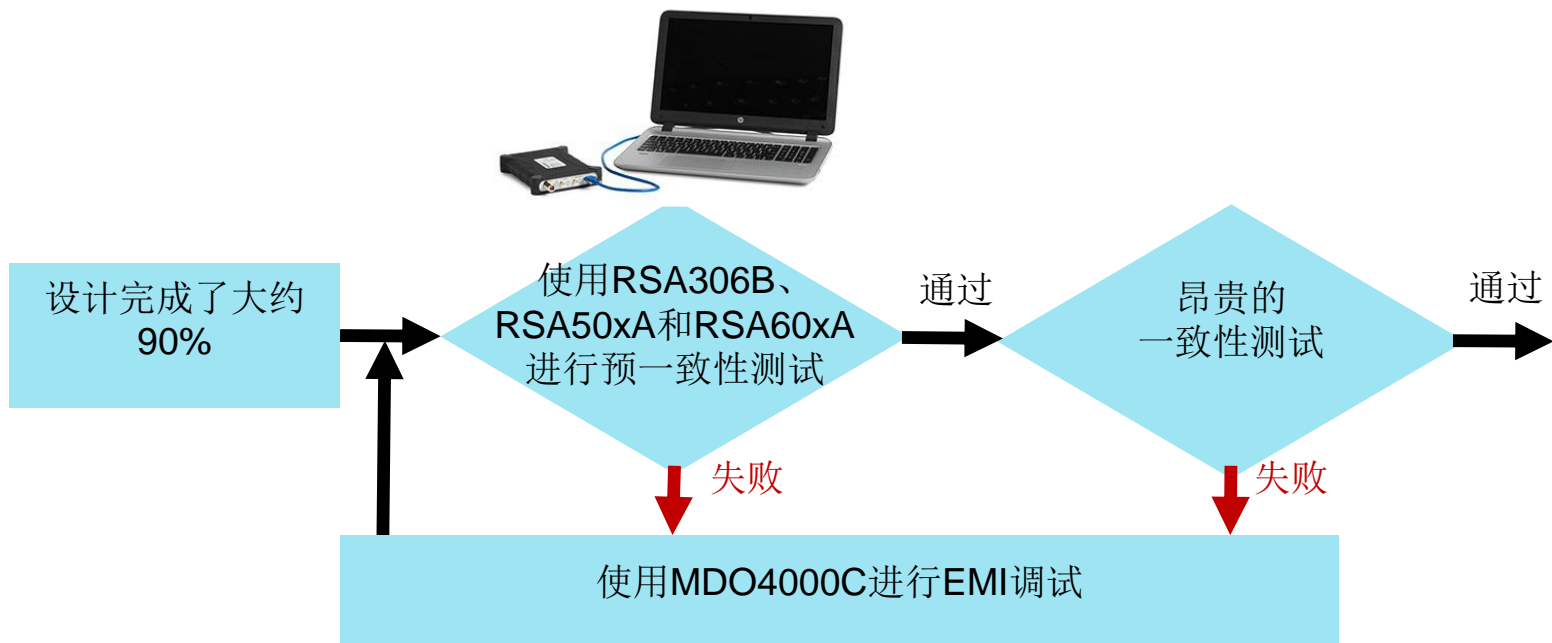 设计完成了大约
90%
使用RSA306B、
RSA50xA和RSA60xA
进行预一致性测试
通过
昂贵的
一致性测试
通过
失败
失败
使用MDO4000C进行EMI调试